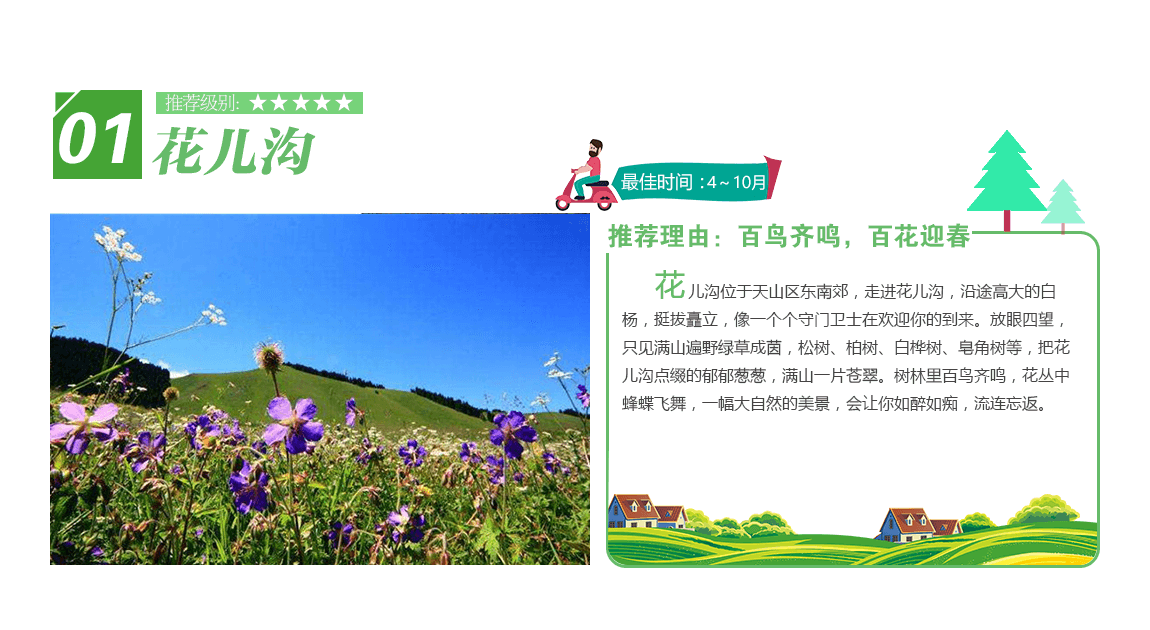 01
推荐级别: ★★★★★
花儿沟
最佳时间：4～10月
推荐理由：百鸟齐鸣，百花迎春
花儿沟位于天山区东南郊，走进花儿沟，沿途高大的白
杨，挺拔矗立，像一个个守门卫士在欢迎你的到来。放眼四望，
只见满山遍野绿草成茵，松树、柏树、白桦树、皂角树等，把花
儿沟点缀的郁郁葱葱，满山一片苍翠。树林里百鸟齐鸣，花丛中
蜂蝶飞舞，一幅大自然的美景，会让你如醉如痴，流连忘返。